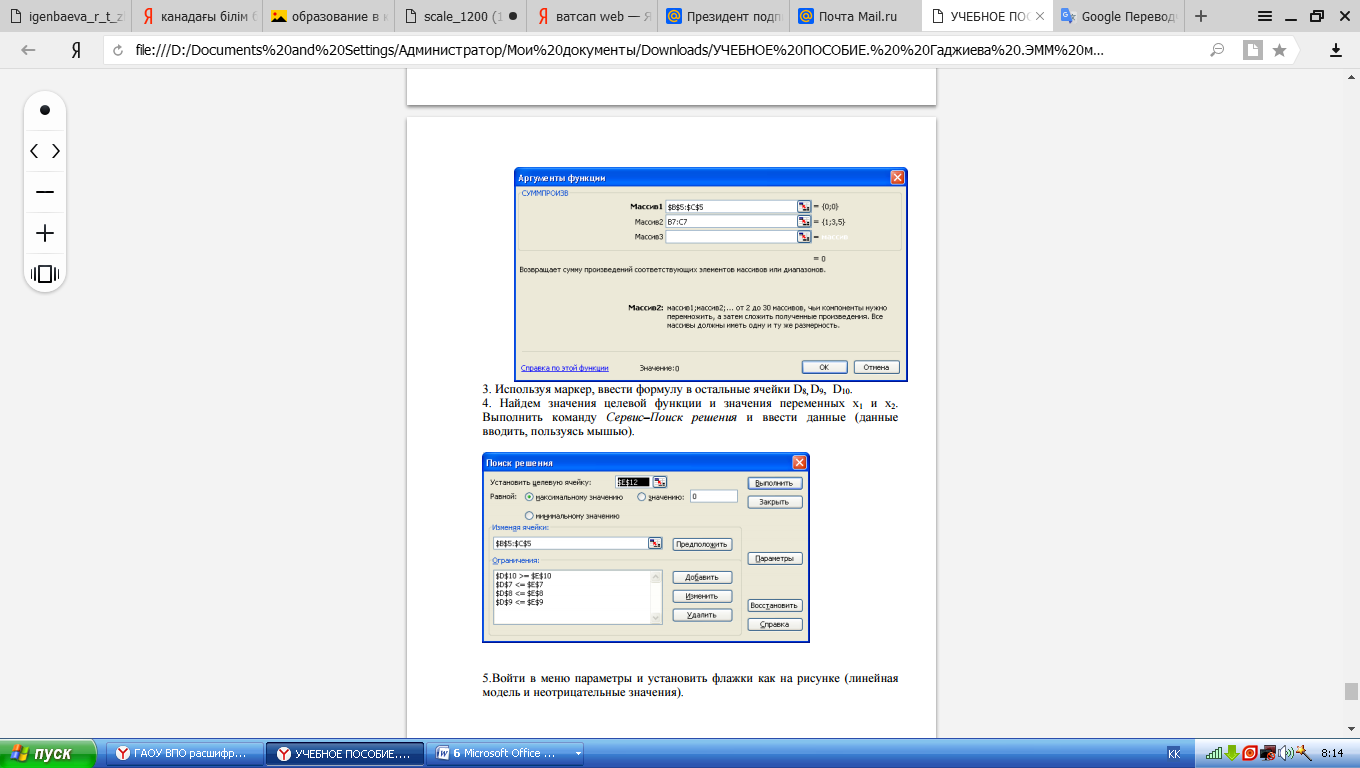 igenbaeva_r_t_z
канадағы білім б
образование в к
scale_1200 (1
ватсап web — Я
Президент подп
Почта Mail.ru
УЧЕБНОЕ ПОС
Google Перевод
file:///D:/Documents%20and%20Settings/Администратор/Мои%20документы/Downloads/УЧЕБНОЕ%20ПОСОБИЕ.%20%20Гаджиева%20.ЭММ%20м...
Аргументы функции
СУММПРОИЗВ
Массив1 $B$5:$C$5 = {0;0}
Массив2 B7:C7 = {1;3,5}
Массив3 =
= 0
Возвращает сумму произведений соответствующих элементов массивов или диапазонов.
Массив2: массив1;массив2;... от 2 до 30 массивов, чьи компоненты нужно
перемножить, а затем сложить полученные произведения. Все
массивы должны иметь одну и ту же размерность.
Справка по этой функции Значение:0 ОК Отмена
3. Используя маркер, ввести формулу в остальные ячейки D8, D9, D10.
4. Найдем значения целевой функции и значения переменных x1 и x2.
Выполнить команду Сервис–Поиск решения и ввести данные (данные
вводить, пользуясь мышью).
Поиск решения
Установить целевую ячейку: $E$12 Выполнить
Равной: максимальному значению значению: 0 Закрыть
минимальному значению
Изменяя ячейки:
$B$5:$C$5 Предположить
Параметры
Ограничения:
$D$10 >= $E$10 Добавить
$D$7 <= $E$7
$D$8 <= $E$8 Изменить
$D$9 <= $E$9
Восстановить
Удалить
Справка
5.Войти в меню параметры и установить флажки как на рисунке (линейная
модель и неотрицательные значения).
пуск
ГАОУ ВПО расшифр...
УЧЕБНОЕ ПОСОБИЕ....
6 Microsoft Office ...
KK
8:14